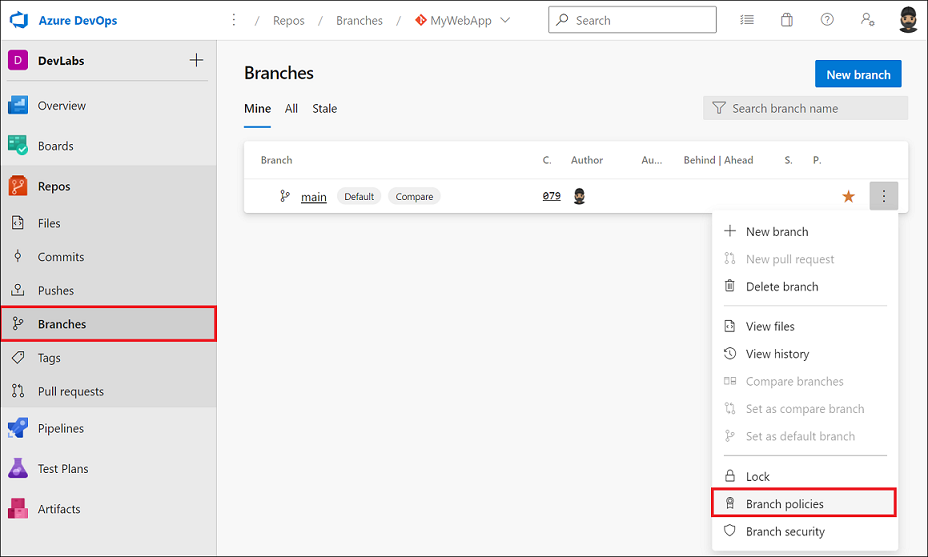 Azure DevOps / Repos / Branches / MyWebApp Search
D DevLabs
Overview
Boards
Repos
Files
Commits
Pushes
Branches
Tags
Pull requests
Pipelines
Test Plans
Artifacts
Branches
New branch
Mine All Stale
Search branch name
Branch C. Author Au... Behind | Ahead S. P.
main Default Compare 079
New branch
New pull request
Delete branch
View files
View history
Compare branches
Set as compare branch
Set as default branch
Lock
Branch policies
Branch security